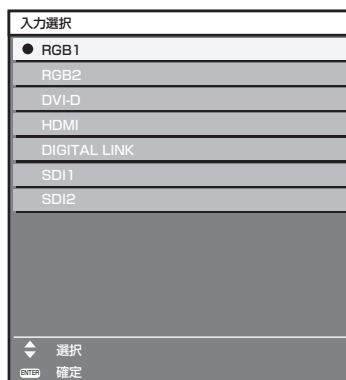 入力選択
● RGB1
RGB2
DVI-D
HDMI
DIGITAL LINK
SDI1
SDI2
選択
ENTER 確定